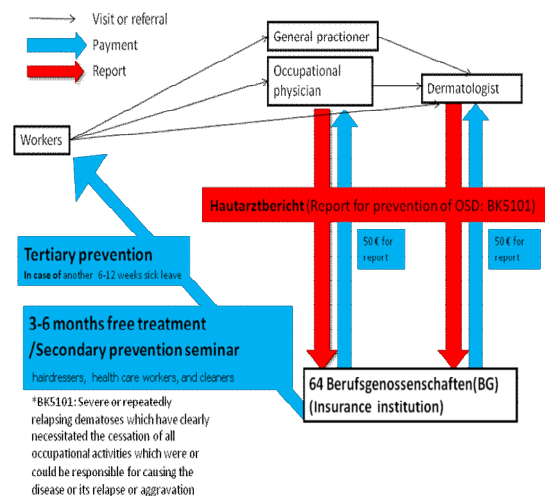 Visit or referral
Payment
Report
General practioner
Occupational
physician
Dermatologist
Workers
Hautarztbericht (Report for prevention of OSD: BK5101)
50 € for
report
50 € for
report
Tertiary prevention
In case of another 6-12 weeks sick leave
3-6 months free treatment
/Secondary prevention seminar
hairdressers, health care workers, and cleaners
64 Berufsgenossenschaften(BG)
(Insurance institution)
*BK5101: Severe or repeatedly
relapsing dematoses which have clearly
necessitated the cessation of all
occupational activities which were or
could be responsible for causing the
disease or its relapse or aggravation